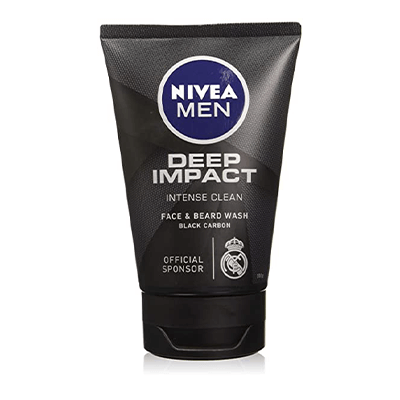 NIVEA
MEN
DEEP
IMPACT
INTENSE CLEAN
FACE & BEARD WASH
BLACK CARBON
OFFICIAL
SPONSOR